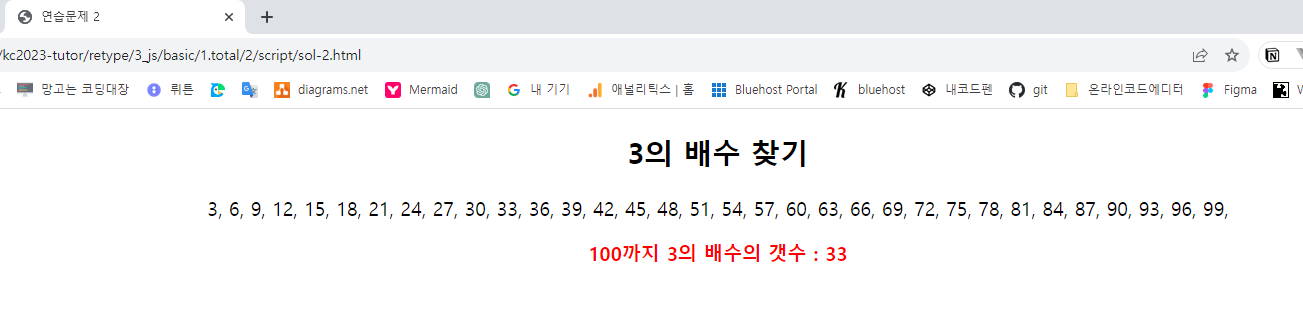 연습문제 2
/kc2023-tutor/retype/3_js/basic/1.total/2/script/sol-2.html
망고는 코딩대장 뤼튼 diagrams.net Mermaid 내 기기 애널리틱스 | 홈 Bluehost Portal bluehost 내코드펜 git 온라인코드에디터 Figma
3의 배수 찾기
3, 6, 9, 12, 15, 18, 21, 24, 27, 30, 33, 36, 39, 42, 45, 48, 51, 54, 57, 60, 63, 66, 69, 72, 75, 78, 81, 84, 87, 90, 93, 96, 99,
100까지 3의 배수의 갯수 : 33